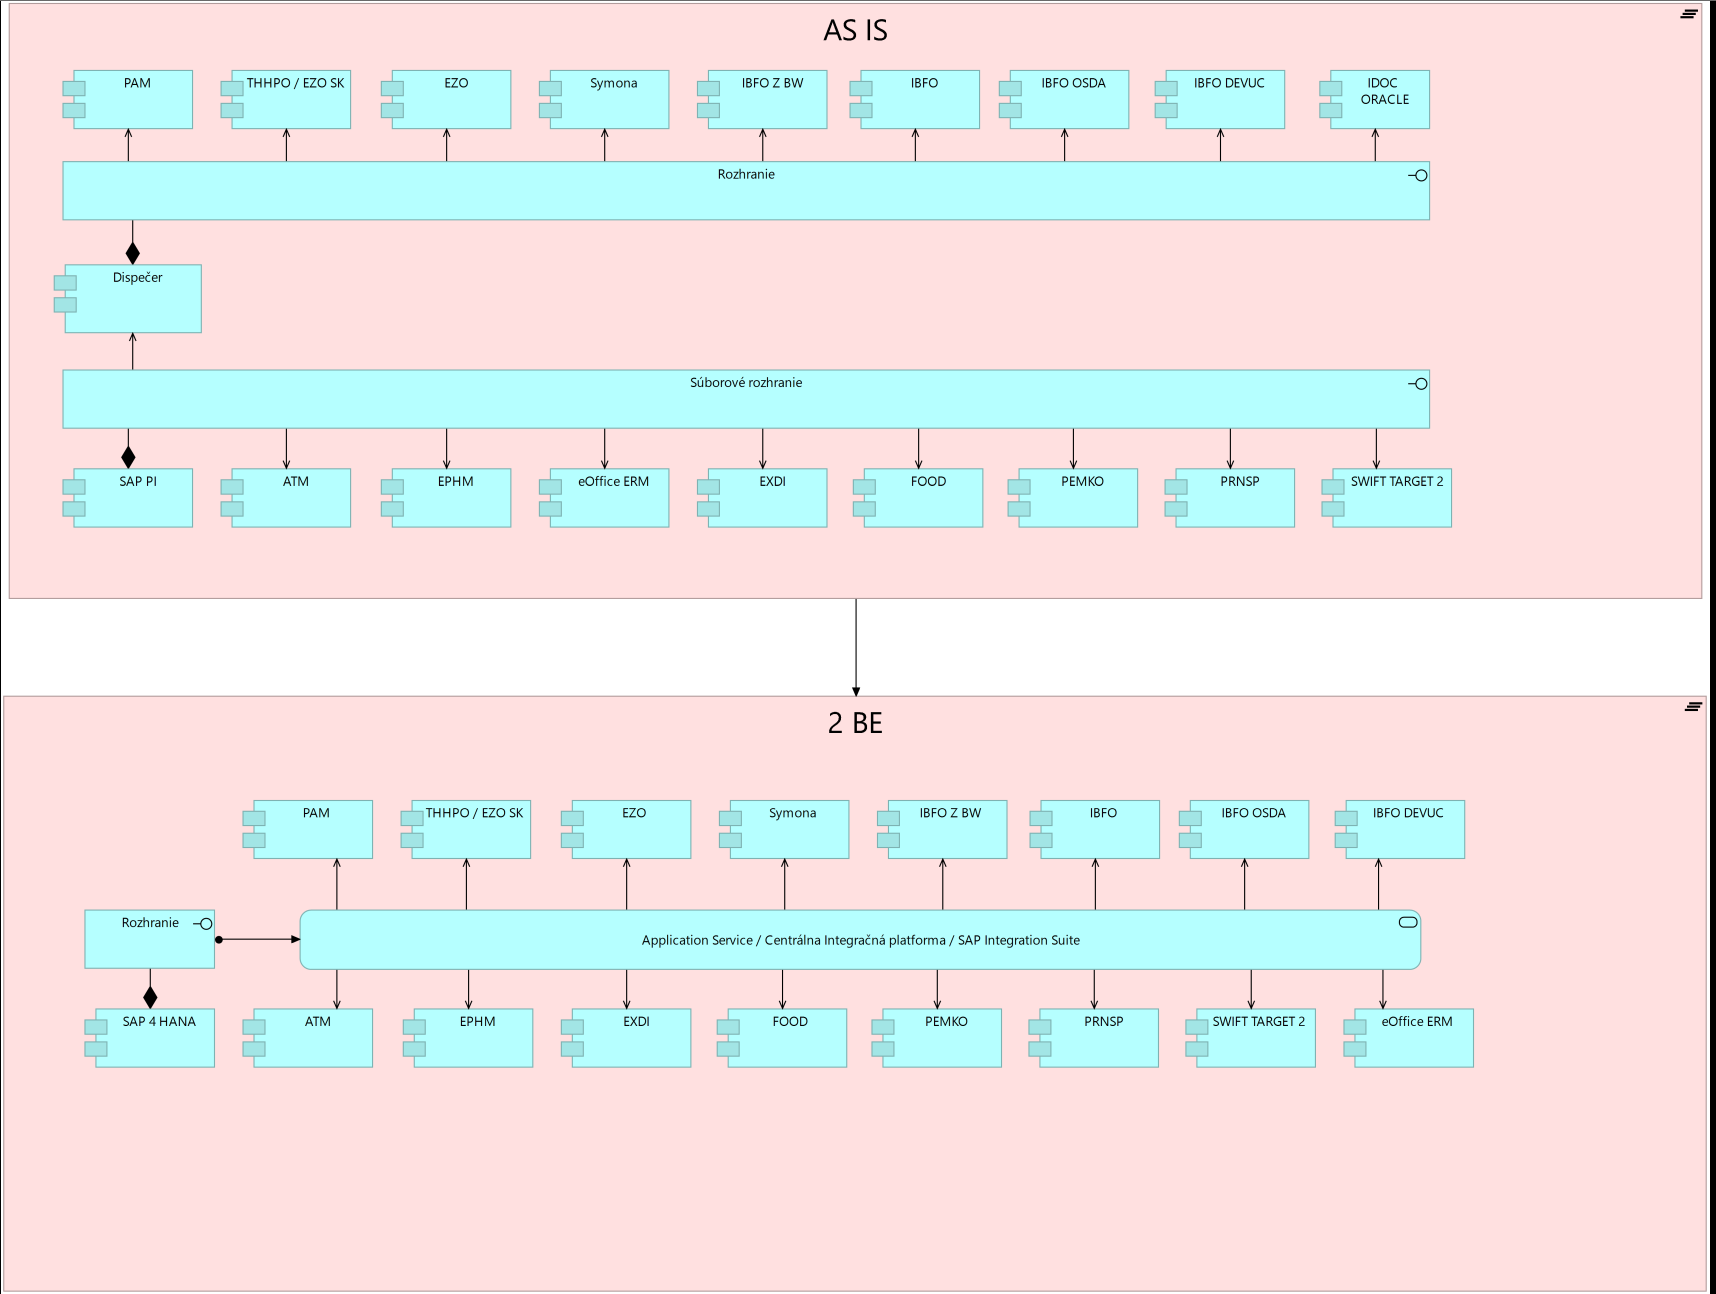 AS IS
PAM
THHPO / EZO SK
EZO
Symona
IBFO Z BW
IBFO
IBFO OSDA
IBFO DEVUC
IDOC
ORACLE
Rozhranie
Dispečer
Súborové rozhranie
SAP PI
ATM
EPHM
eOffice ERM
EXDI
FOOD
PEMKO
PRNSP
SWIFT TARGET 2
2 BE
PAM
THHPO / EZO SK
EZO
Symona
IBFO Z BW
IBFO
IBFO OSDA
IBFO DEVUC
Rozhranie
Application Service / Centrálna Integračná platforma / SAP Integration Suite
SAP 4 HANA
ATM
EPHM
EXDI
FOOD
PEMKO
PRNSP
SWIFT TARGET 2
eOffice ERM